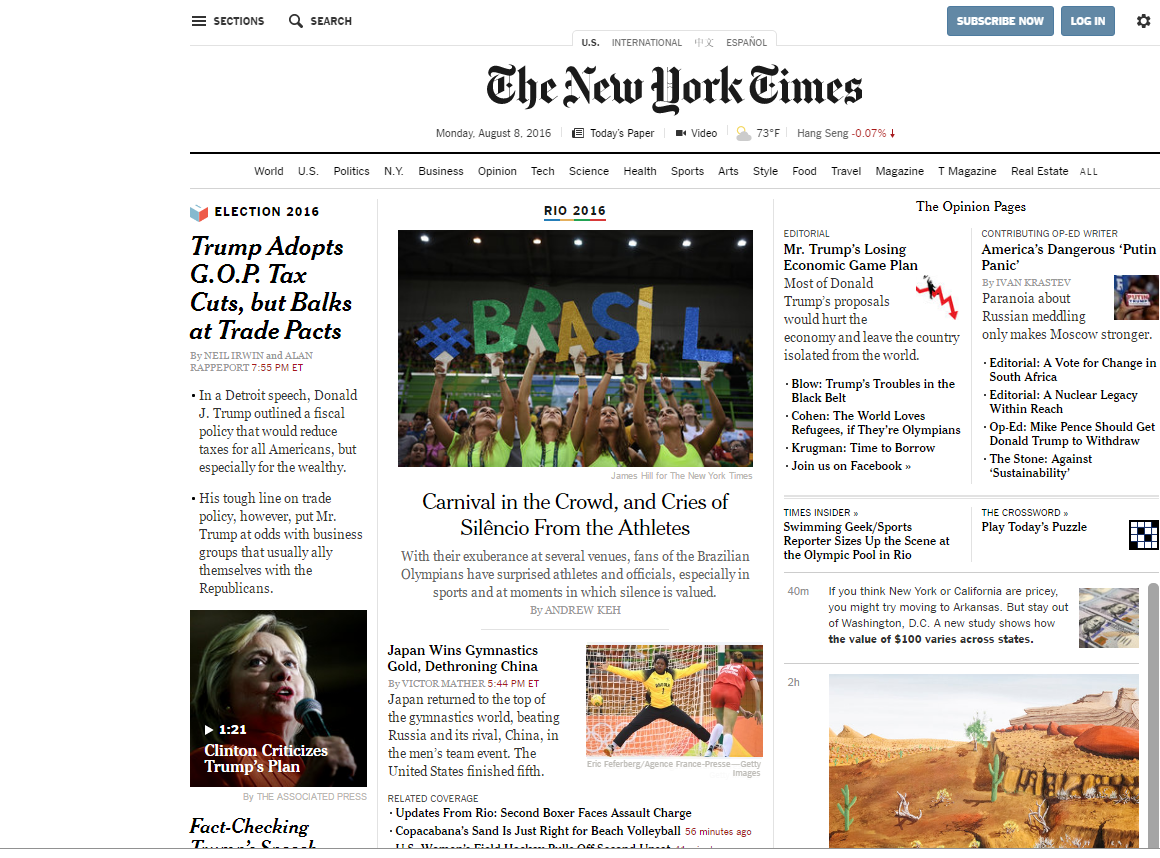 SECTIONS
SEARCH
SUBSCRIBE NOW
LOG IN
U.S. INTERNATIONAL 中文 ESPAÑOL
The New York Times
Monday, August 8, 2016
Today's Paper
Video
73°F
Hang Seng -0.07% ↓
World U.S. Politics N.Y. Business Opinion Tech Science Health Sports Arts Style Food Travel Magazine T Magazine Real Estate ALL
ELECTION 2016
Trump Adopts
G.O.P. Tax
Cuts, but Balks
at Trade Pacts
By NEIL IRWIN and ALAN
RAPPEPORT 7:55 PM ET
• In a Detroit speech, Donald
J. Trump outlined a fiscal
policy that would reduce
taxes for all Americans, but
especially for the wealthy.
• His tough line on trade
policy, however, put Mr.
Trump at odds with business
groups that usually ally
themselves with the
Republicans.
1:21
Clinton Criticizes
Trump's Plan
By THE ASSOCIATED PRESS
Fact-Checking
Trump's Speech
RIO 2016
#BRASIL
James Hill for The New York Times
Carnival in the Crowd, and Cries of
Silêncio From the Athletes
With their exuberance at several venues, fans of the Brazilian
Olympians have surprised athletes and officials, especially in
sports and at moments in which silence is valued.
By ANDREW KEH
Japan Wins Gymnastics
Gold, Dethroning China
By VICTOR MATHER 5:44 PM ET
Japan returned to the top of
the gymnastics world, beating
Russia and its rival, China, in
the men's team event. The
United States finished fifth.
Eric Feferberg/Agence France-Presse—Getty
Images
RELATED COVERAGE
· Updates From Rio: Second Boxer Faces Assault Charge
· Copacabana's Sand Is Just Right for Beach Volleyball 56 minutes ago
· U.S. Women's Field Hockey Pulls Off Second Upset
The Opinion Pages
EDITORIAL
Mr. Trump's Losing
Economic Game Plan
Most of Donald
Trump's proposals
would hurt the
economy and leave the country
isolated from the world.
· Blow: Trump's Troubles in the
Black Belt
· Cohen: The World Loves
Refugees, if They're Olympians
· Krugman: Time to Borrow
· Join us on Facebook »
CONTRIBUTING OP-ED WRITER
America's Dangerous 'Putin
Panic'
By IVAN KRASTEV
PUTIN
Paranoia about
Russian meddling
only makes Moscow stronger.
· Editorial: A Vote for Change in
South Africa
· Editorial: A Nuclear Legacy
Within Reach
· Op-Ed: Mike Pence Should Get
Donald Trump to Withdraw
· The Stone: Against
'Sustainability'
TIMES INSIDER »
Swimming Geek/Sports
Reporter Sizes Up the Scene at
the Olympic Pool in Rio
THE CROSSWORD »
Play Today's Puzzle
40m
If you think New York or California are pricey,
you might try moving to Arkansas. But stay out
of Washington, D.C. A new study shows how
the value of $100 varies across states.
2h